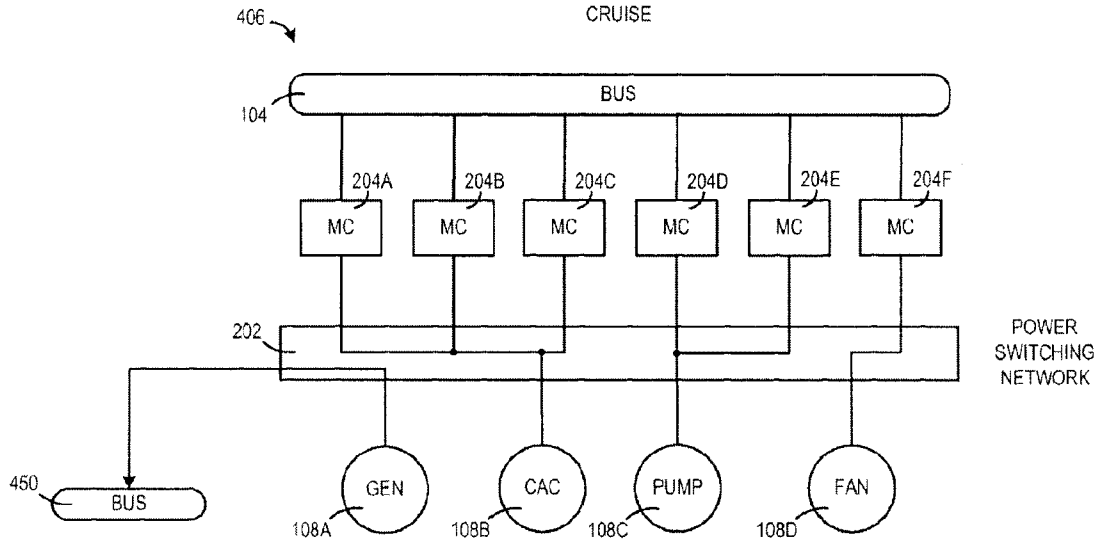 406
CRUISE
BUS
104
204A
204B
204C
204D
204E
204F
MC
MC
MC
MC
MC
MC
202
POWER
SWITCHING
NETWORK
450
BUS
GEN
CAC
PUMP
FAN
108A
108B
108C
108D